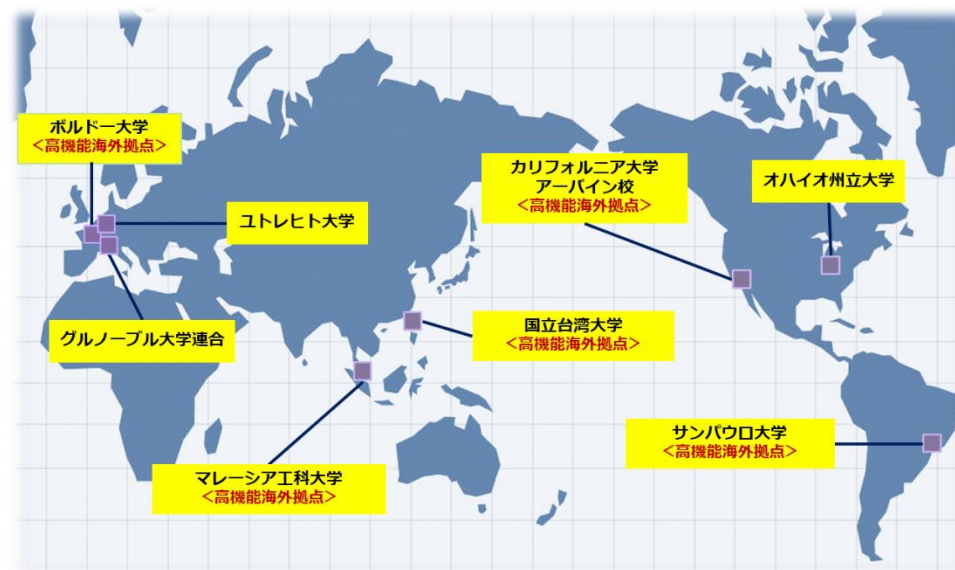 ボルドー大学
<高機能海外拠点>
ユトレヒト大学
グルノーブル大学連合
マレーシア工科大学
<高機能海外拠点>
国立台湾大学
<高機能海外拠点>
カリフォルニア大学
アーバイン校
<高機能海外拠点>
オハイオ州立大学
サンパウロ大学
<高機能海外拠点>